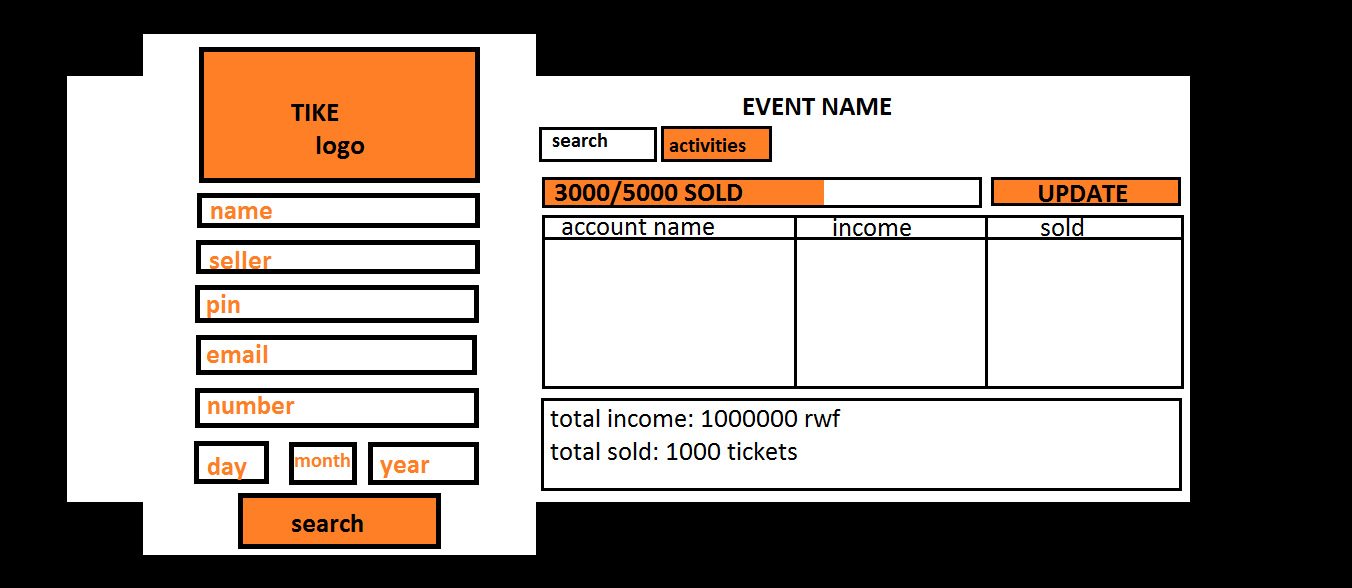 TIKE
logo
name
seller
pin
email
number
day month year
search
EVENT NAME
search activities
3000/5000 SOLD UPDATE
account name income sold
total income: 1000000 rwf
total sold: 1000 tickets